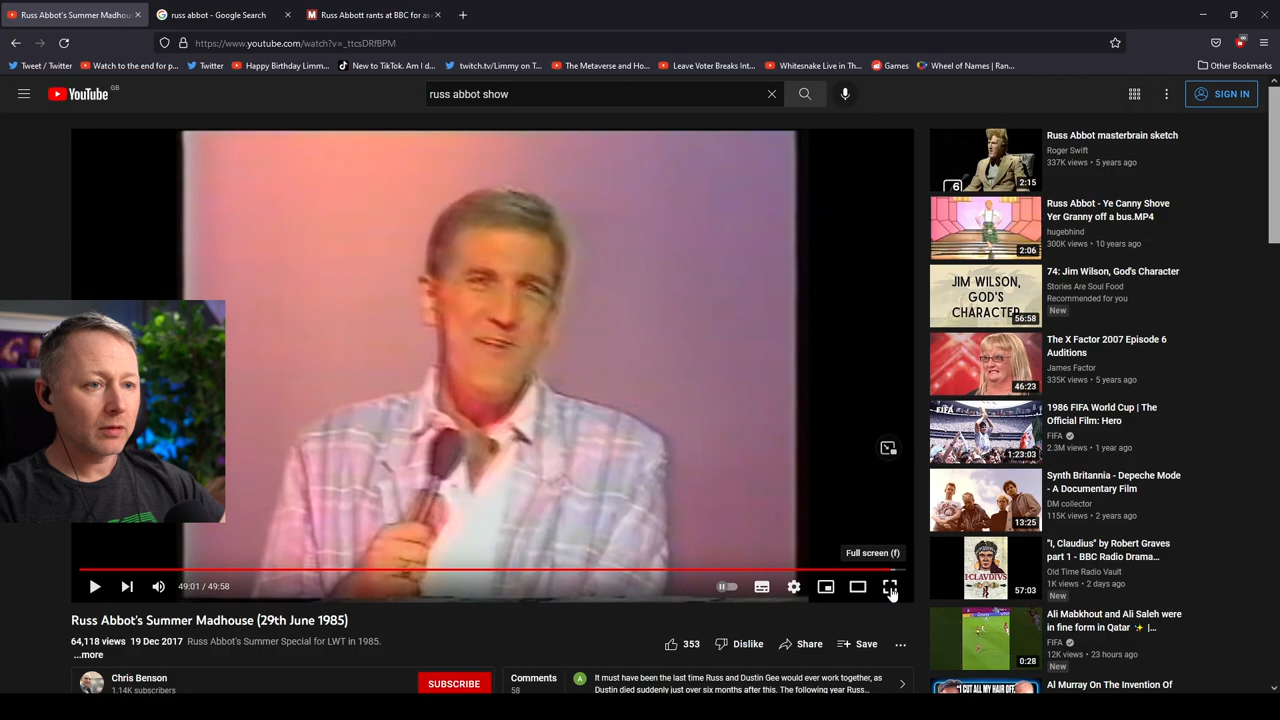 Russ Abbot's Summer Madhou
russ abbot - Google Search
Russ Abbott rants at BBC for ax
https://www.youtube.com/watch?v=_ttcsDRfBPM
Tweet / Twitter
Watch to the end for p...
Twitter
Happy Birthday Limm...
New to TikTok. Am I d...
twitch.tv/Limmy on T...
The Metaverse and Ho...
Leave Voter Breaks Int...
Whitesnake Live in Th...
Games
Wheel of Names | Ran...
Other Bookmarks
YouTube GB
russ abbot show
SIGN IN
Full screen (f)
49:01 / 49:58
Russ Abbot's Summer Madhouse (29th June 1985)
64,118 views 19 Dec 2017 Russ Abbot's Summer Special for LWT in 1985.
...more
353
Dislike
Share
Save
Chris Benson
1.14K subscribers
SUBSCRIBE
Comments
58
A
It must have been the last time Russ and Dustin Gee would ever work together, as
Dustin died suddenly just over six months after this. The following year Russ...
6
2:15
Russ Abbot masterbrain sketch
Roger Swift
337K views • 5 years ago
2:06
Russ Abbot - Ye Canny Shove
Yer Granny off a bus.MP4
hugebhind
300K views • 10 years ago
JIM WILSON,
GOD'S
CHARACTER
56:58
74: Jim Wilson, God's Character
Stories Are Soul Food
Recommended for you
New
46:23
The X Factor 2007 Episode 6
Auditions
James Factor
335K views • 5 years ago
FIFA
1:23:03
1986 FIFA World Cup | The
Official Film: Hero
FIFA
2.3M views • 1 year ago
13:25
Synth Britannia - Depeche Mode
- A Documentary Film
DM collector
115K views • 2 years ago
I CLAVDIVS
57:03
"I, Claudius" by Robert Graves
part 1 - BBC Radio Drama...
Old Time Radio Vault
1K views • 2 days ago
New
0:28
Ali Mabkhout and Ali Saleh were
in fine form in Qatar ✨ |...
FIFA
12K views • 23 hours ago
New
"I CUT ALL MY HAIR OFF
Al Murray On The Invention Of